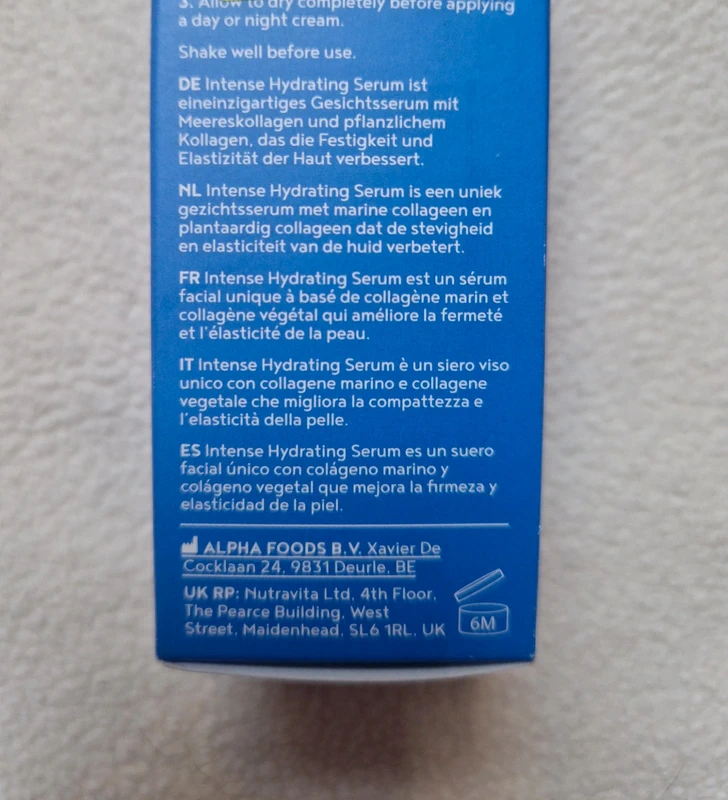 3. Allow to dry completely before applying
a day or night cream.
Shake well before use.
DE Intense Hydrating Serum ist
eineinzigartiges Gesichtsserum mit
Meereskollagen und pflanzlichem
Kollagen, das die Festigkeit und
Elastizität der Haut verbessert.
NL Intense Hydrating Serum is een uniek
gezichtsserum met marine collageen en
plantaardig collageen dat de stevigheid
en elasticiteit van de huid verbetert.
FR Intense Hydrating Serum est un sérum
facial unique à basé de collagène marin et
collagène végétal qui améliore la fermeté
et l'élasticité de la peau.
IT Intense Hydrating Serum è un siero viso
unico con collagene marino e collagene
vegetale che migliora la compattezza e
l'elasticità della pelle.
ES Intense Hydrating Serum es un suero
facial único con colágeno marino y
colágeno vegetal que mejora la firmeza y
elasticidad de la piel.
ALPHA FOODS B.V. Xavier De
Cocklaan 24, 9831 Deurle, BE
UK RP: Nutravita Ltd, 4th Floor,
The Pearce Building, West
Street, Maidenhead, SL6 1RL, UK
6M